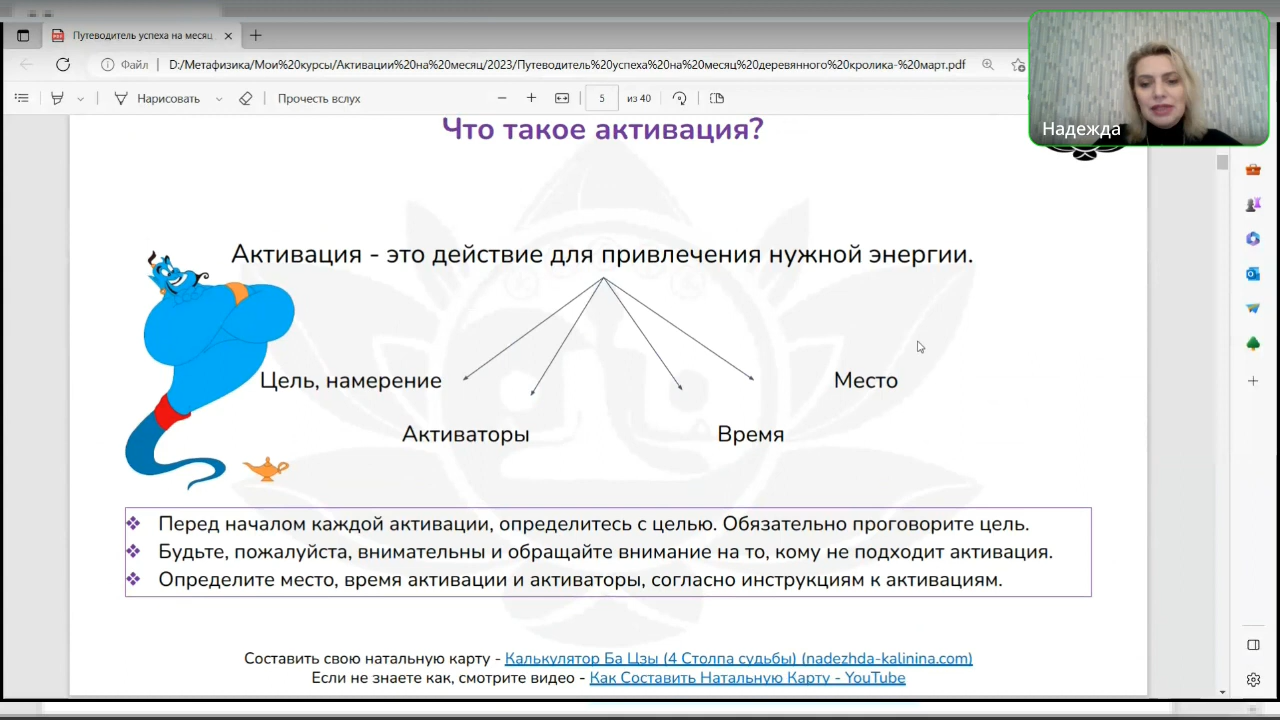 Путеводитель успеха на месяц
Файл
D:/Метафизика/Мои%20курсы/Активации%20на%20месяц/2023/Путеводитель%20успеха%20на%20месяц%20деревянного%20кролика-%20март.pdf
Нарисовать
Прочесть вслух
5 из 40
Надежда
Что такое активация?
Активация - это действие для привлечения нужной энергии.
Цель, намерение
Место
Активаторы
Время
❖ Перед началом каждой активации, определитесь с целью. Обязательно проговорите цель.
❖ Будьте, пожалуйста, внимательны и обращайте внимание на то, кому не подходит активация.
❖ Определите место, время активации и активаторы, согласно инструкциям к активациям.
Составить свою натальную карту - Калькулятор Ба Цзы (4 Столпа судьбы) (nadezhda-kalinina.com)
Если не знаете как, смотрите видео - Как Составить Натальную Карту - YouTube